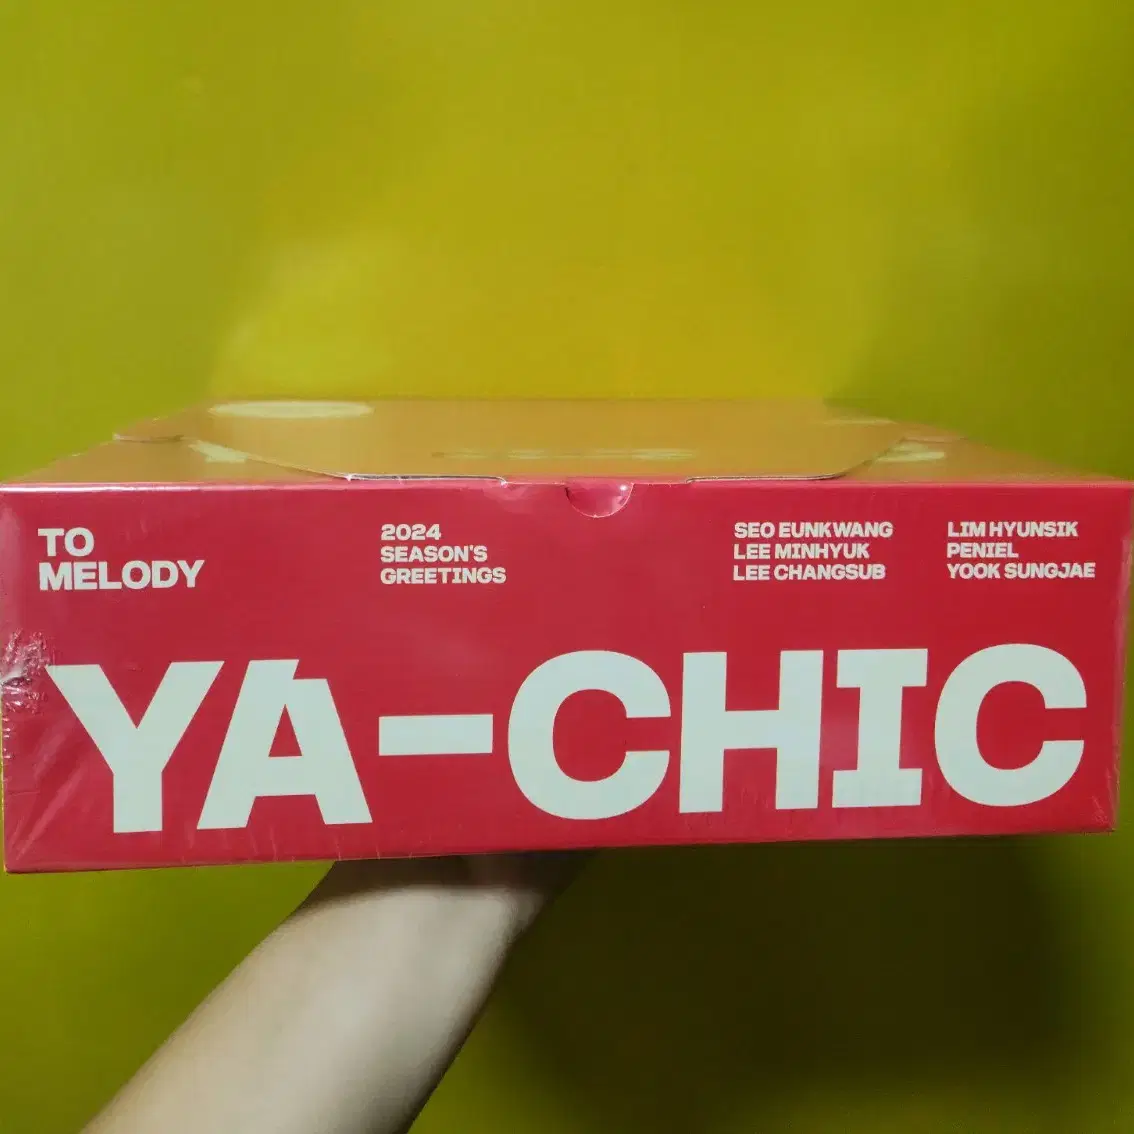 TO
MELODY
2024
SEASON'S
GREETINGS
SEO EUNKWANG
LEE MINHYUK
LEE CHANGSUB
LIM HYUNSIK
PENIEL
YOOK SUNGJAE
YA-CHIC